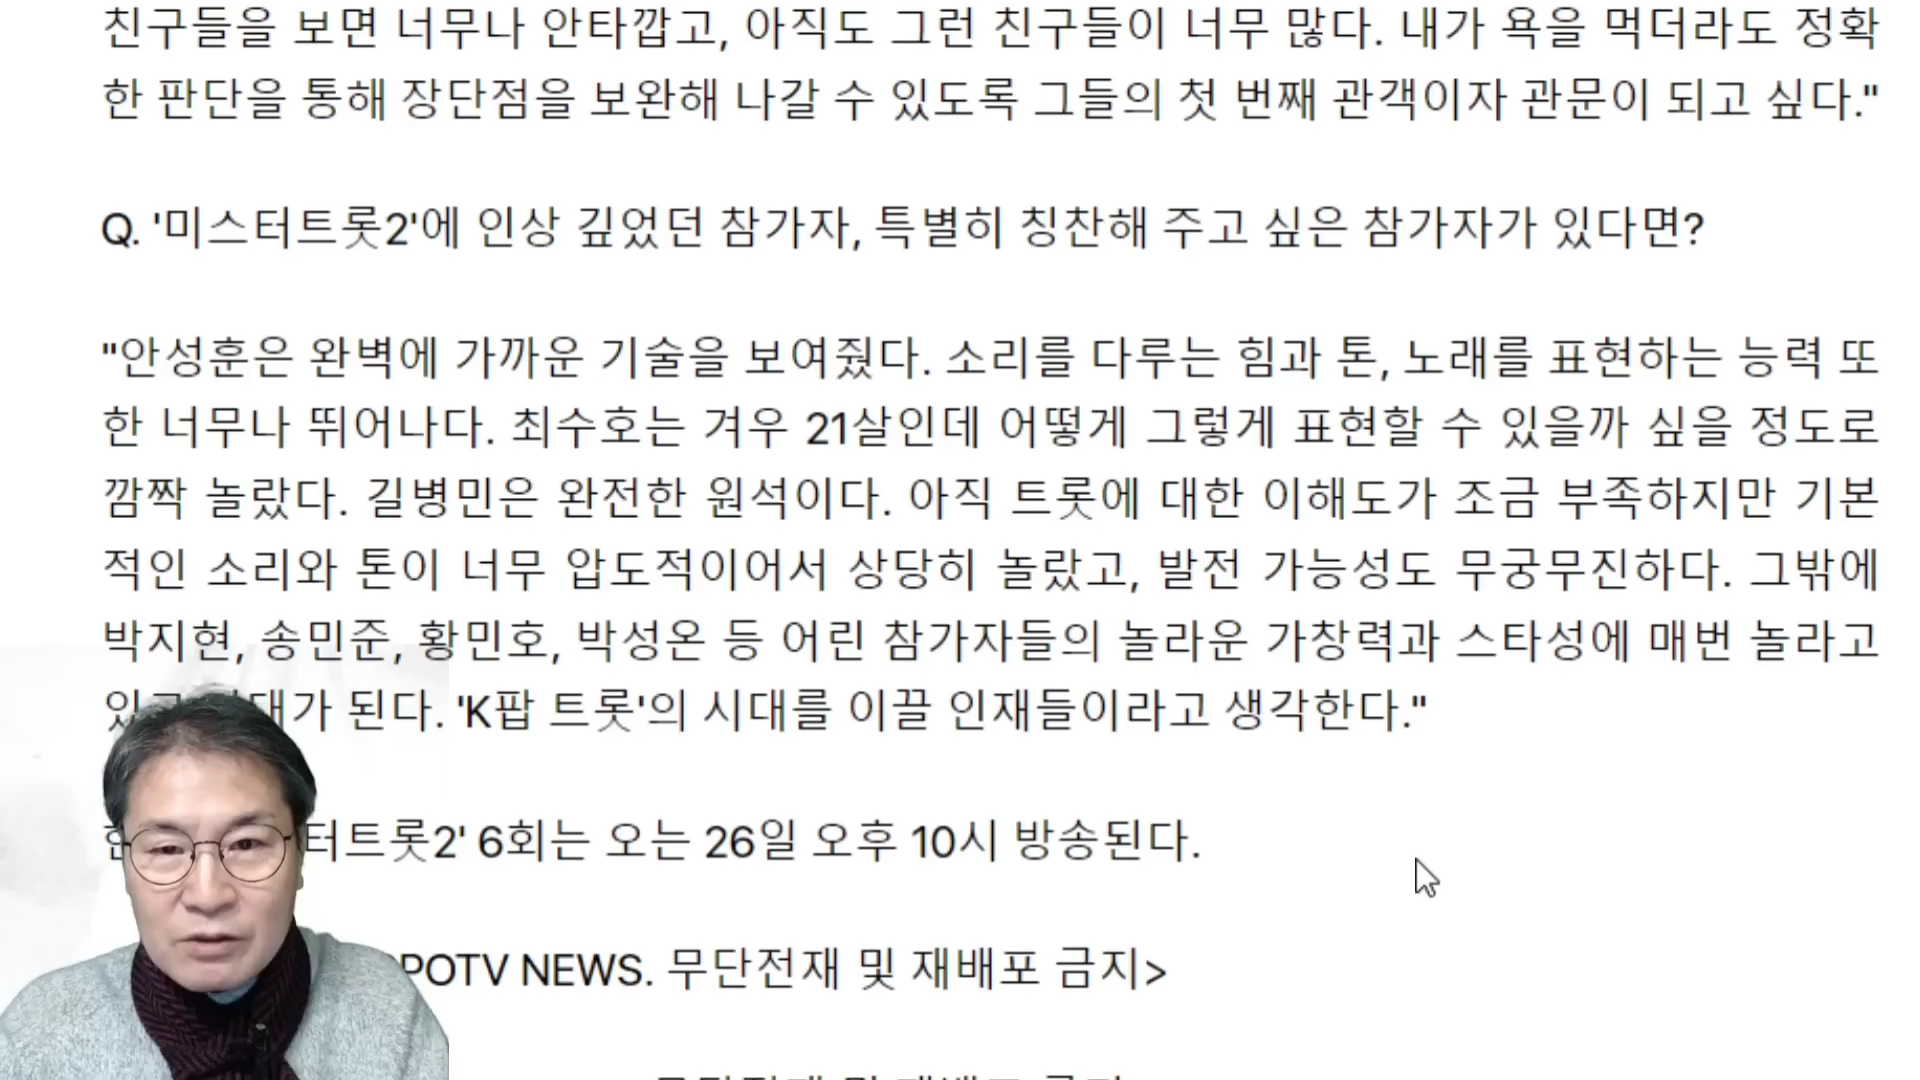 친구들을 보면 너무나 안타깝고, 아직도 그런 친구들이 너무 많다. 내가 욕을 먹더라도 정확
한 판단을 통해 장단점을 보완해 나갈 수 있도록 그들의 첫 번째 관객이자 관문이 되고 싶다."
Q. '미스터트롯2'에 인상 깊었던 참가자, 특별히 칭찬해 주고 싶은 참가자가 있다면?
"안성훈은 완벽에 가까운 기술을 보여줬다. 소리를 다루는 힘과 톤, 노래를 표현하는 능력 또
한 너무나 뛰어나다. 최수호는 겨우 21살인데 어떻게 그렇게 표현할 수 있을까 싶을 정도로
깜짝 놀랐다. 길병민은 완전한 원석이다. 아직 트롯에 대한 이해도가 조금 부족하지만 기본
적인 소리와 톤이 너무 압도적이어서 상당히 놀랐고, 발전 가능성도 무궁무진하다. 그밖에
박지현, 송민준, 황민호, 박성온 등 어린 참가자들의 놀라운 가창력과 스타성에 매번 놀라고
된다. 'K팝 트롯'의 시대를 이끌 인재들이라고 생각한다."
터트롯2' 6회는 오는 26일 오후 10시 방송된다.
POTV NEWS. 무단전재 및 재배포 금지>